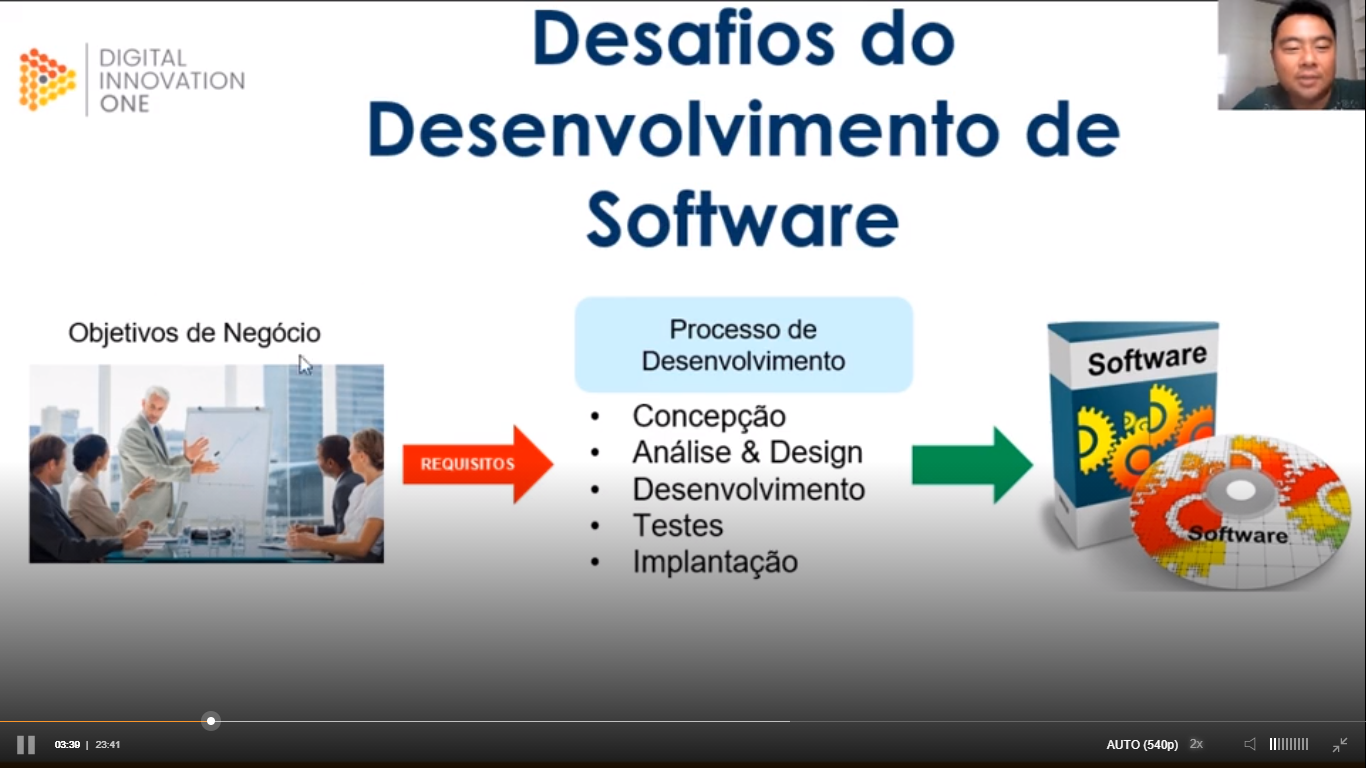 DIGITAL
INNOVATION
ONE
Desafios do
Desenvolvimento de
Software
Objetivos de Negócio
REQUISITOS
Processo de
Desenvolvimento
• Concepção
• Análise & Design
• Desenvolvimento
• Testes
• Implantação
Software
Software
03:39 | 23:41
AUTO (540p) 2x